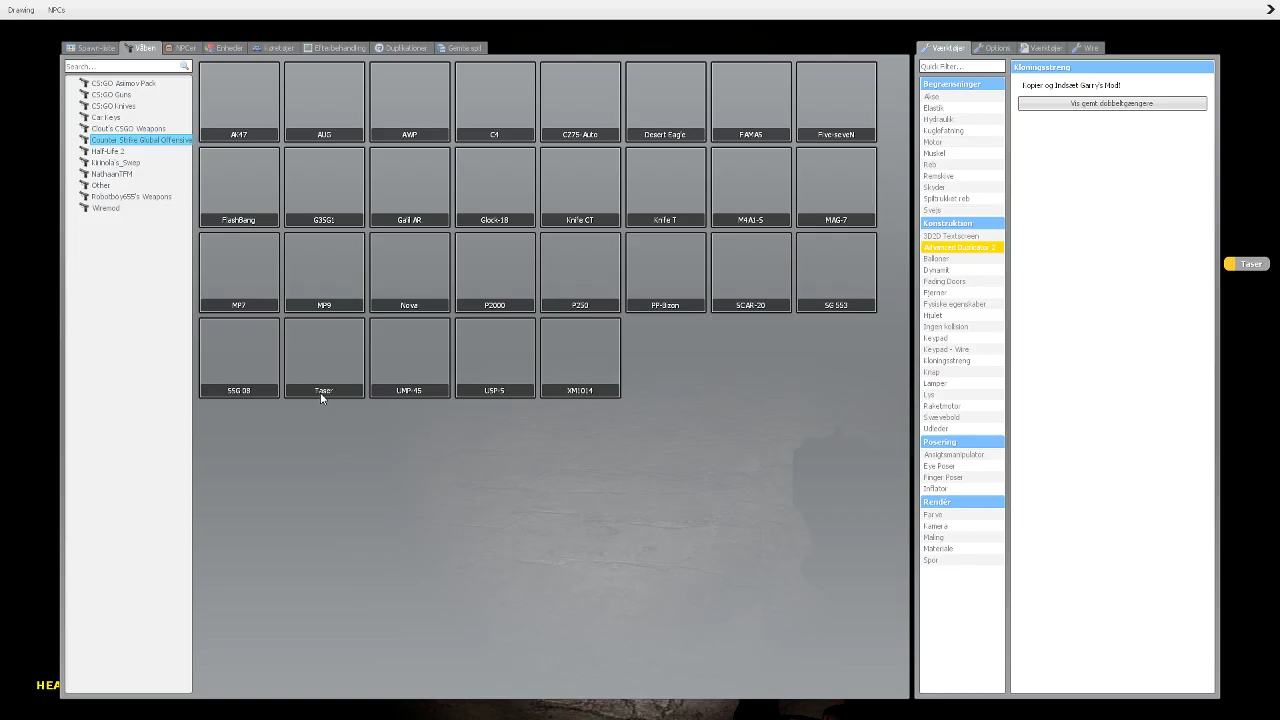 Drawing NPCs
Spawn-liste Våben NPCer Enheder Køretøjer Efterbehandling Duplikationer Gemte spil
Search...
CS:GO Asimov Pack
CS:GO Guns
CS:GO Knives
Car Keys
Clout's CSGO Weapons
Counter Strike Global Offensive
Half-Life 2
Kirinola's_Swep
NathaanTFM
Other
Robotboy655's Weapons
Wiremod
AK47 AUG AWP C4 CZ75-Auto Desert Eagle FAMAS Five-seveN
FlashBang G3SG1 Galil AR Glock-18 Knife CT Knife T M4A1-S MAG-7
MP7 MP9 Nova P2000 P250 PP-Bizon SCAR-20 SG 553
SSG 08 Taser UMP-45 USP-S XM1014
HEA
Værktøjer Options Værktøjer Wire
Quick Filter...
Begrænsninger
Akse
Elastik
Hydraulik
Kuglefatning
Motor
Muskel
Reb
Remskive
Skyder
Spiltrukket reb
Svejs
Konstruktion
3D2D Textscreen
Advanced Duplicator 2
Balloner
Dynamit
Fading Doors
Fjerner
Fysiske egenskaber
Hjulet
Ingen kollision
Keypad
Keypad - Wire
Kloningsstreng
Knap
Lamper
Lys
Raketmotor
Svævebold
Udleder
Posering
Ansigtsmanipulator
Eye Poser
Finger Poser
Inflator
Rendér
Farve
Kamera
Maling
Materiale
Spor
Kloningsstreng
Kopier og Indsæt Garry's Mod!
Vis gemt dobbeltgængere
Taser